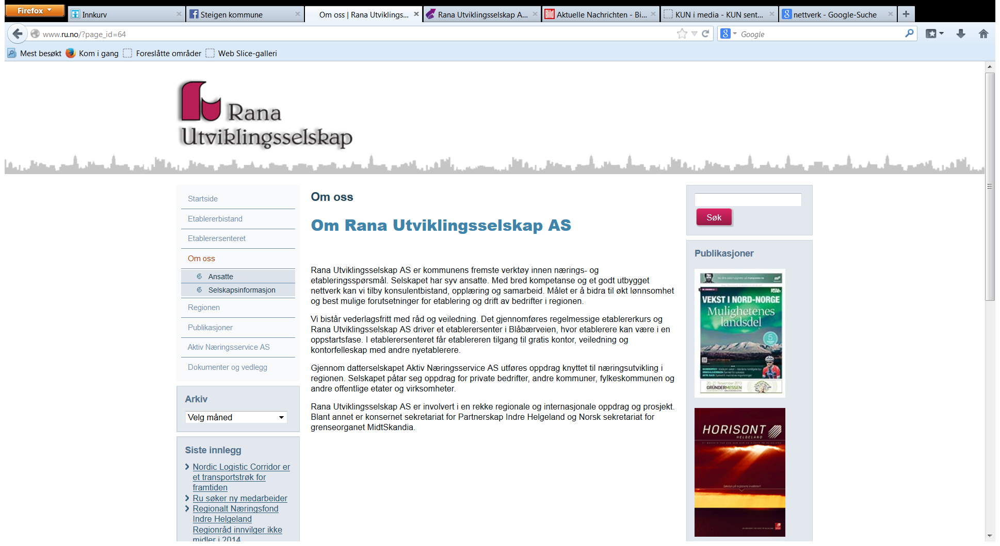 Firefox
Innkurv
Steigen kommune
Om oss | Rana Utviklings...
Rana Utviklingsselskap A...
Bild
Aktuelle Nachrichten - Bi...
KUN i media - KUN sent...
nettverk - Google-Suche
www.ru.no/?page_id=64
Google
Mest besøkt
Kom i gang
Foreslåtte områder
Web Slice-galleri
Rana
Utviklingsselskap
Startside
Etablererbistand
Etablerersenteret
Om oss
Ansatte
Selskapsinformasjon
Regionen
Publikasjoner
Aktiv Næringsservice AS
Dokumenter og vedlegg
Arkiv
Velg måned
Siste innlegg
Nordic Logistic Corridor er
et transportstrøk for
framtiden
Ru søker ny medarbeider
Regionalt Næringsfond
Indre Helgeland
Regionråd innvilger ikke
midler i 2014
Om oss
Om Rana Utviklingsselskap AS
Rana Utviklingsselskap AS er kommunens fremste verktøy innen nærings- og
etableringsspørsmål. Selskapet har syv ansatte. Med bred kompetanse og et godt utbygget
nettverk kan vi tilby konsulentbistand, opplæring og samarbeid. Målet er å bidra til økt lønnsomhet
og best mulige forutsetninger for etablering og drift av bedrifter i regionen.
Vi bistår vederlagsfritt med råd og veiledning. Det gjennomføres regelmessige etablererkurs og
Rana Utviklingsselskap AS driver et etablerersenter i Blåbærveien, hvor etablerere kan være i en
oppstartsfase. I etablerersenteret får etablereren tilgang til gratis kontor, veiledning og
kontorfelleskap med andre nyetablerere.
Gjennom datterselskapet Aktiv Næringsservice AS utføres oppdrag knyttet til næringsutvikling i
regionen. Selskapet påtar seg oppdrag for private bedrifter, andre kommuner, fylkeskommunen og
andre offentlige etater og virksomheter.
Rana Utviklingsselskap AS er involvert i en rekke regionale og internasjonale oppdrag og prosjekt.
Blant annet er konsernet sekretariat for Partnerskap Indre Helgeland og Norsk sekretariat for
grenseorganet MidtSkandia.
Søk
Publikasjoner
VEKST I NORD-NORGE
Mulighetenes
landsdel
5
20.-21. November 2013
GRÜNDERMESSEN
HORISONT
HELGELAND